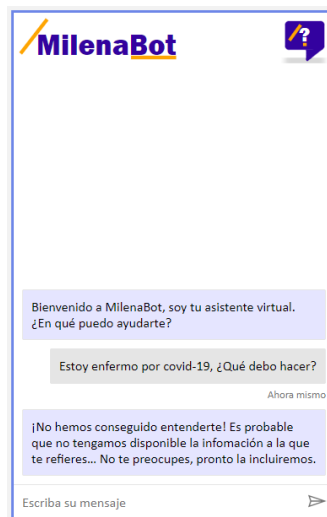 MilenaBot
?
Bienvenido a MilenaBot, soy tu asistente virtual.
¿En qué puedo ayudarte?
Estoy enfermo por covid-19, ¿Qué debo hacer?
Ahora mismo
¡No hemos conseguido entenderte! Es probable
que no tengamos disponible la infomación a la que
te refieres... No te preocupes, pronto la incluiremos.
Escriba su mensaje